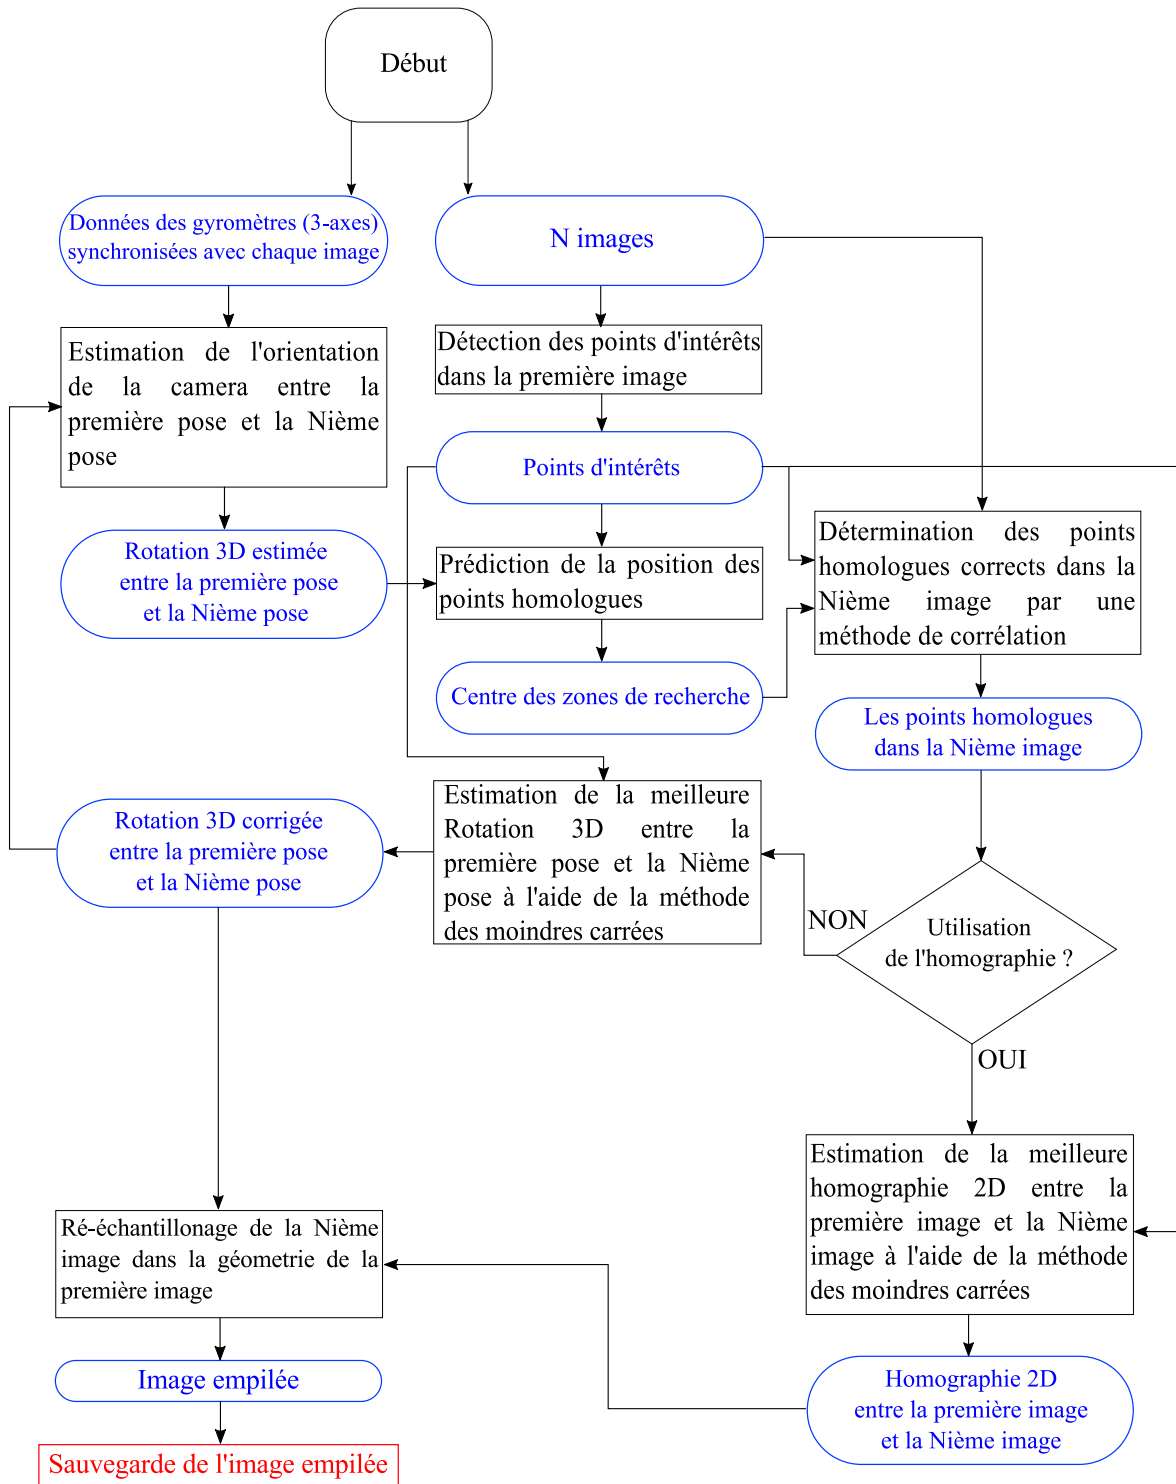 Début
Données des gyromètres (3-axes)
synchronisées avec chaque image
N images
Estimation de l'orientation
de la camera entre la
première pose et la Nième
pose
Détection des points d'intérêts
dans la première image
Points d'intérêts
Rotation 3D estimée
entre la première pose
et la Nième pose
Prédiction de la position des
points homologues
Détermination des points
homologues corrects dans la
Nième image par une
méthode de corrélation
Centre des zones de recherche
Les points homologues
dans la Nième image
Estimation de la meilleure
Rotation 3D entre la
première pose et la Nième
pose à l'aide de la méthode
des moindres carrées
Rotation 3D corrigée
entre la première pose
et la Nième pose
NON
Utilisation
de l'homographie ?
OUI
Estimation de la meilleure
homographie 2D entre la
première image et la Nième
image à l'aide de la méthode
des moindres carrées
Ré-échantillonage de la Nième
image dans la géometrie de la
première image
Image empilée
Homographie 2D
entre la première image
et la Nième image
Sauvegarde de l'image empilée